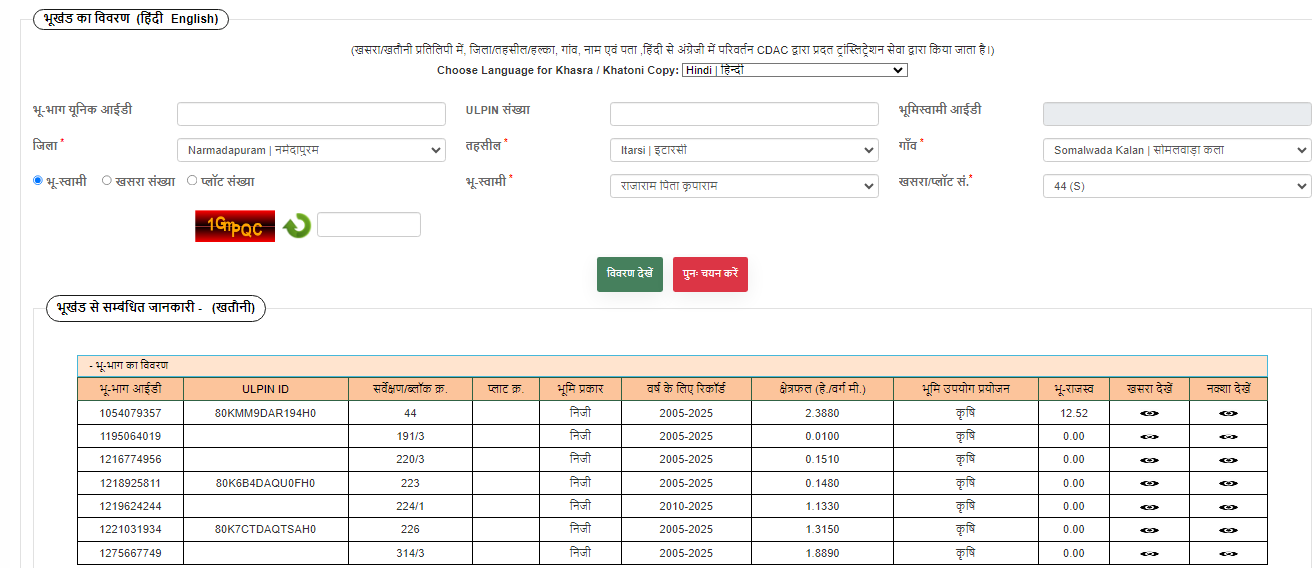 भूखंड का विवरण (हिंदी English)
(खसरा/खतौनी प्रतिलिपी में, जिला/तहसील/हल्का, गांव, नाम एवं पता ,हिंदी से अंग्रेजी में परिवर्तन CDAC द्वारा प्रदत ट्रांस्लिट्रेशन सेवा द्वारा किया जाता है।)
Choose Language for Khasra / Khatoni Copy: Hindi | हिन्दी
भू-भाग यूनिक आईडी ULPIN संख्या भूमिस्वामी आईडी
जिला * Narmadapuram | नर्मदापुरम तहसील * Itarsi | इटारसी गाँव * Somalwada Kalan | सोमलवाड़ा कला
भू-स्वामी खसरा संख्या प्लॉट संख्या भू-स्वामी * राजाराम पिता कृपाराम खसरा/प्लॉट सं.* 44 (S)
1GmPQC
विवरण देखें पुनः चयन करें
भूखंड से सम्बंधित जानकारी - (खतौनी)
- भू-भाग का विवरण
भू-भाग आईडी ULPIN ID सर्वेक्षण/ब्लॉक क्र. प्लाट क्र. भूमि प्रकार वर्ष के लिए रिकॉर्ड क्षेत्रफल (हे./वर्ग मी.) भूमि उपयोग प्रयोजन भू-राजस्व खसरा देखें नक्शा देखें
1054079357 80KMM9DAR194H0 44 निजी 2005-2025 2.3880 कृषि 12.52
1195064019 191/3 निजी 2005-2025 0.0100 कृषि 0.00
1216774956 220/3 निजी 2005-2025 0.1510 कृषि 0.00
1218925811 80K6B4DAQU0FH0 223 निजी 2005-2025 0.1480 कृषि 0.00
1219624244 224/1 निजी 2010-2025 1.1330 कृषि 0.00
1221031934 80K7CTDAQTSAH0 226 निजी 2005-2025 1.3150 कृषि 0.00
1275667749 314/3 निजी 2005-2025 1.8890 कृषि 0.00